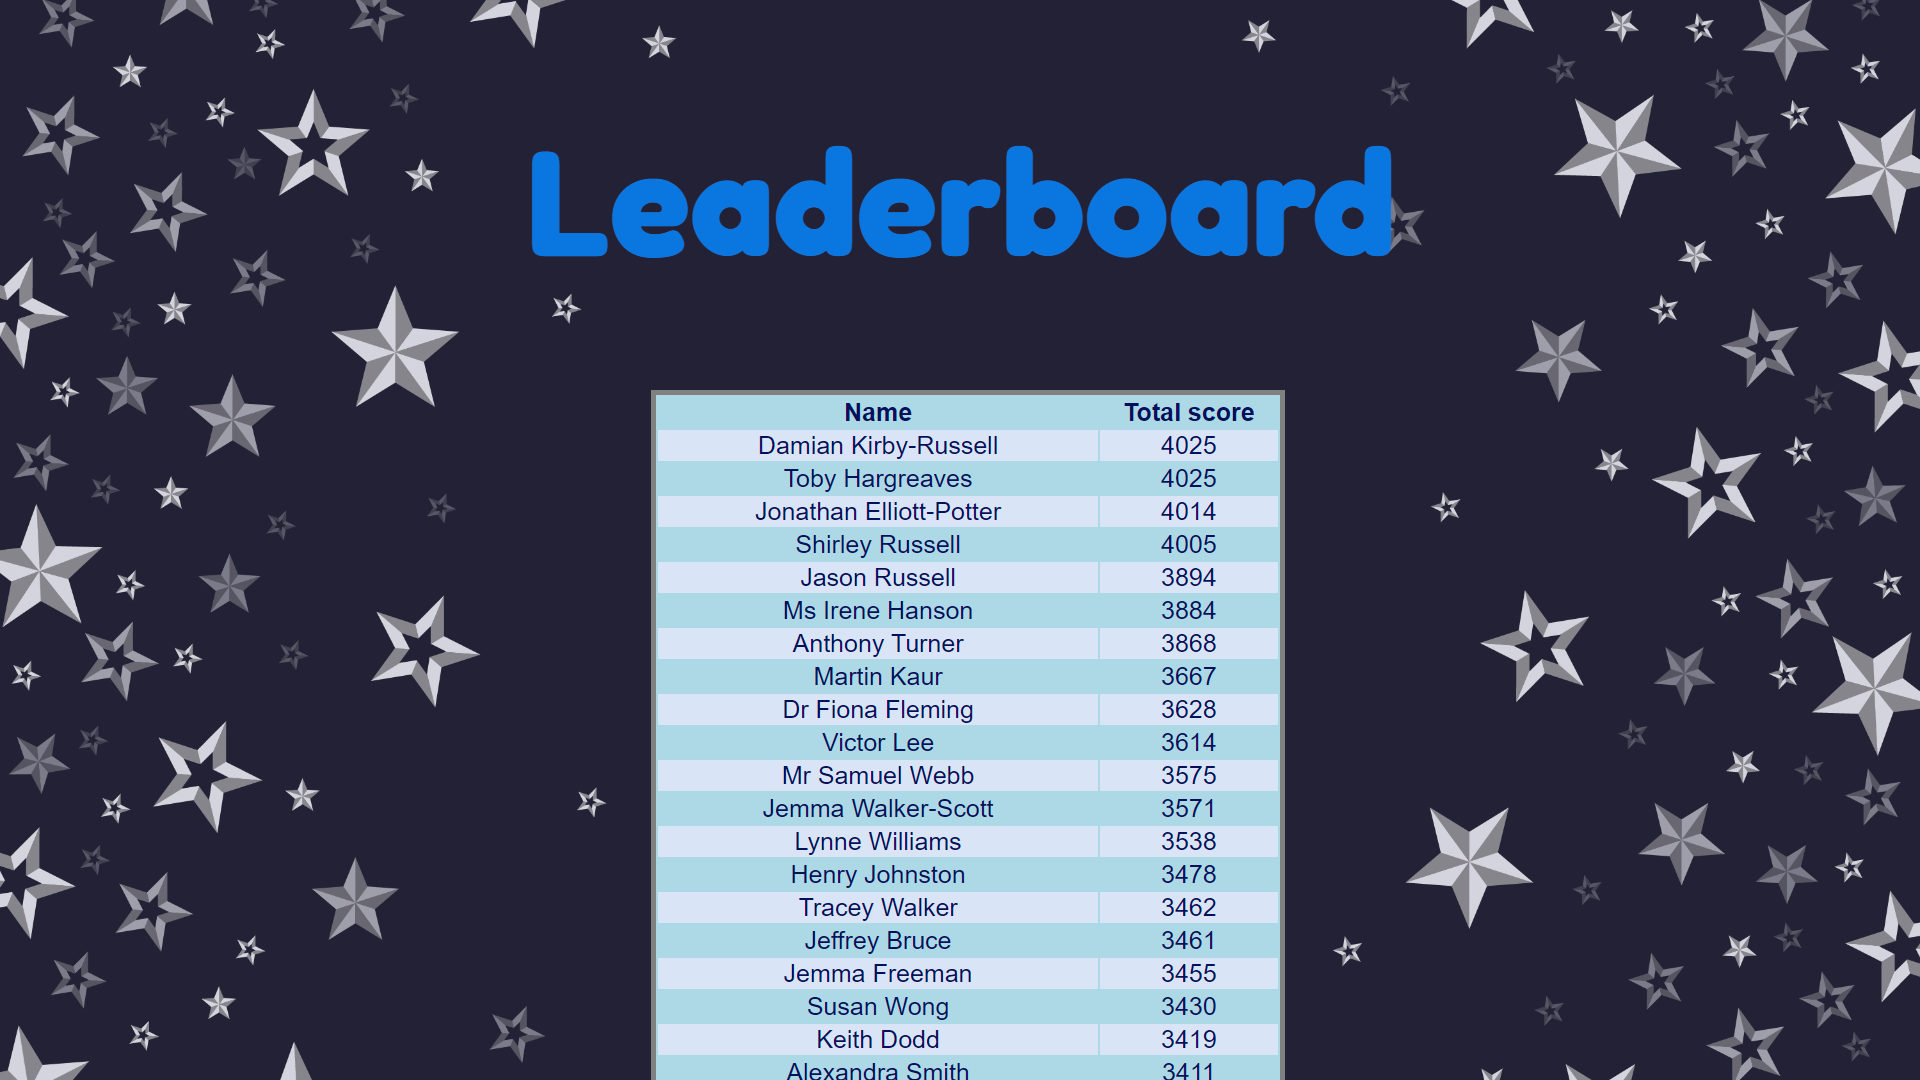 Leaderboard
Name Total score
Damian Kirby-Russell 4025
Toby Hargreaves 4025
Jonathan Elliott-Potter 4014
Shirley Russell 4005
Jason Russell 3894
Ms Irene Hanson 3884
Anthony Turner 3868
Martin Kaur 3667
Dr Fiona Fleming 3628
Victor Lee 3614
Mr Samuel Webb 3575
Jemma Walker-Scott 3571
Lynne Williams 3538
Henry Johnston 3478
Tracey Walker 3462
Jeffrey Bruce 3461
Jemma Freeman 3455
Susan Wong 3430
Keith Dodd 3419
Alexandra Smith 3411